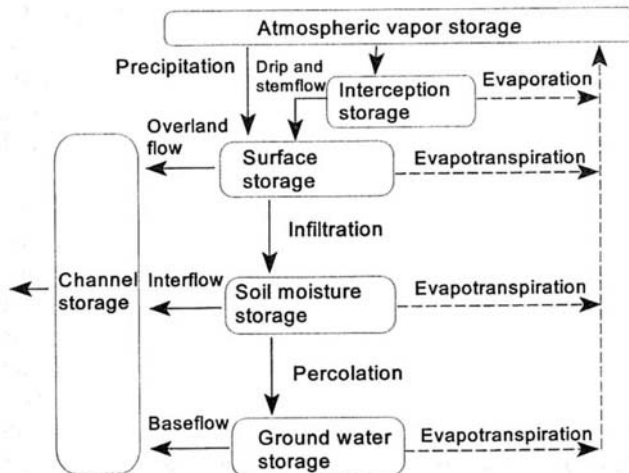 Atmospheric vapor storage
Precipitation
Drip and
stemflow
Interception
storage
Evaporation
Overland
flow
Surface
storage
Evapotranspiration
Infiltration
Channel
storage
Interflow
Soil moisture
storage
Evapotranspiration
Percolation
Baseflow
Ground water
storage
Evapotranspiration